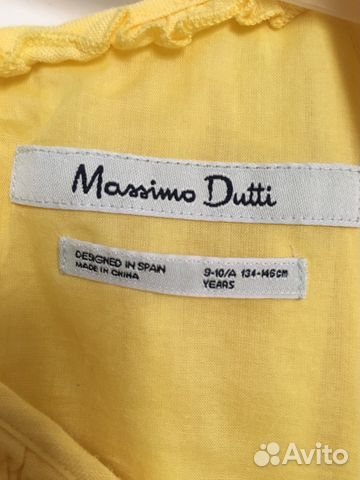 Massimo Dutti
DESIGNED IN SPAIN
MADE IN CHINA
9-10/A 134-146cm
YEARS
Avito